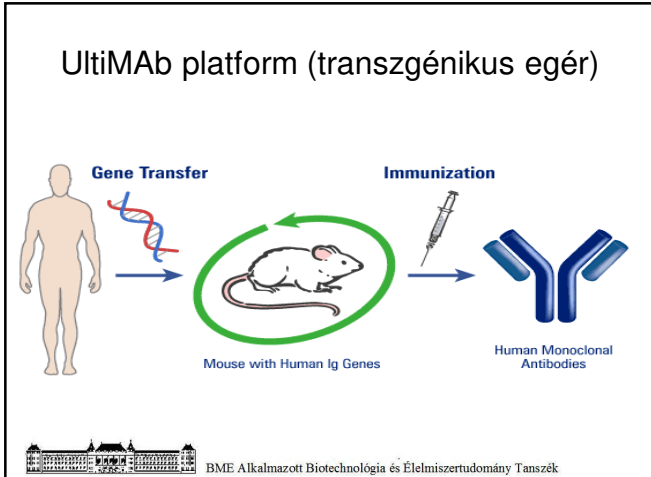 UltiMAb platform (transzgénikus egér)
Gene Transfer
Immunization
Mouse with Human Ig Genes
Human Monoclonal
Antibodies
BME Alkalmazott Biotechnológia és Élelmiszertudomány Tanszék